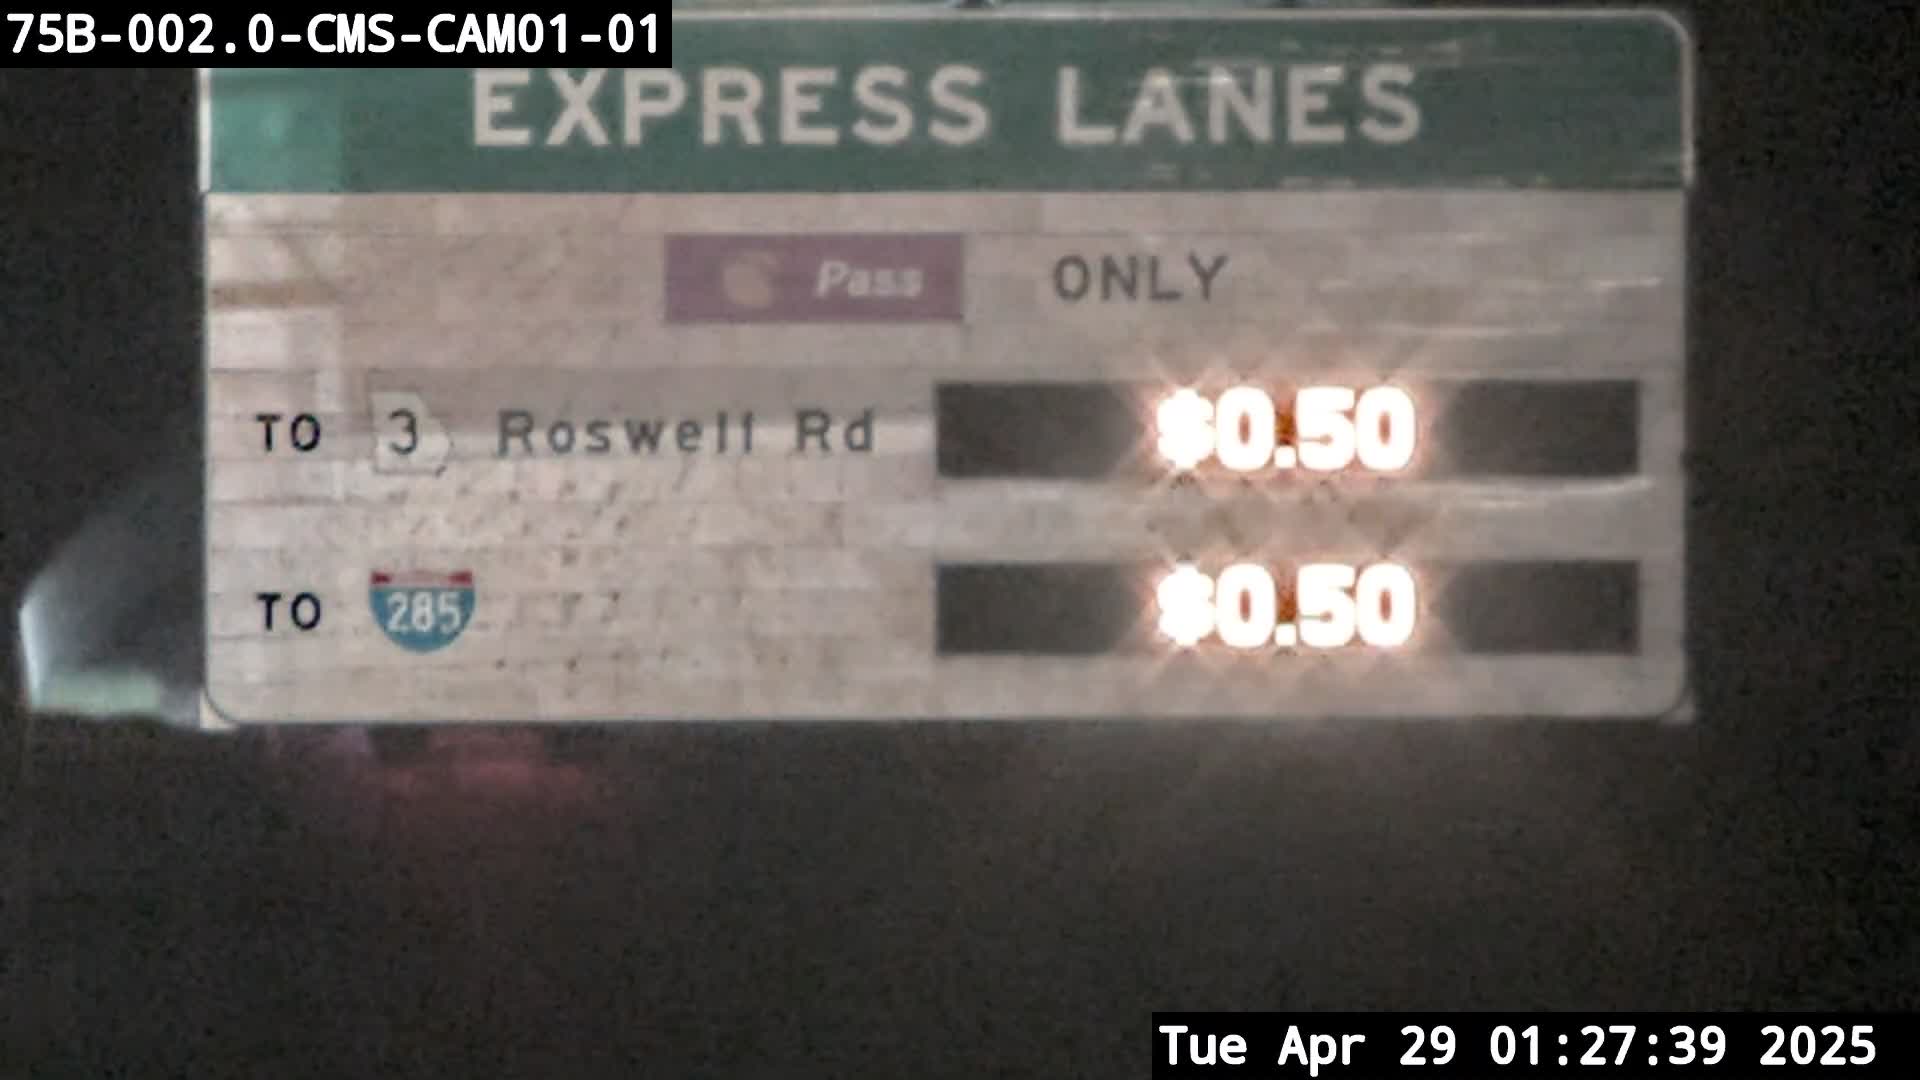 75B-002.0-CMS-CAM01-01
EXPRESS LANES
Pass ONLY
TO 3 Roswell Rd $0.50
TO 285 $0.50
Tue Apr 29 01:27:39 2025